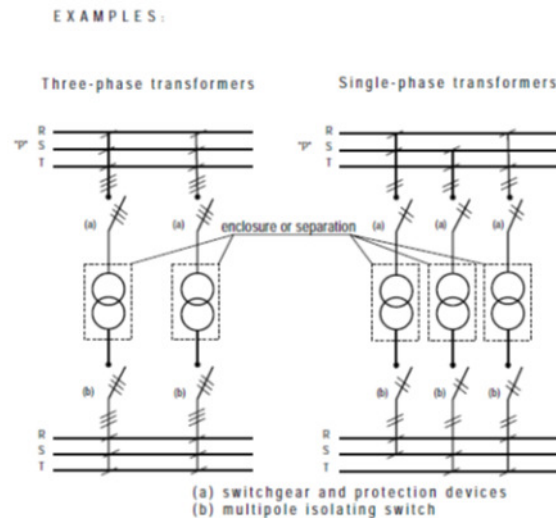 EXAMPLES:
Three-phase transformers
Single-phase transformers
R
"P" S
T
R
"P" S
T
(a)
(a)
enclosure or separation
(a)
(a)
(a)
(b)
(b)
(b)
(b)
(b)
R
S
T
R
S
T
(a) switchgear and protection devices
(b) multipole isolating switch